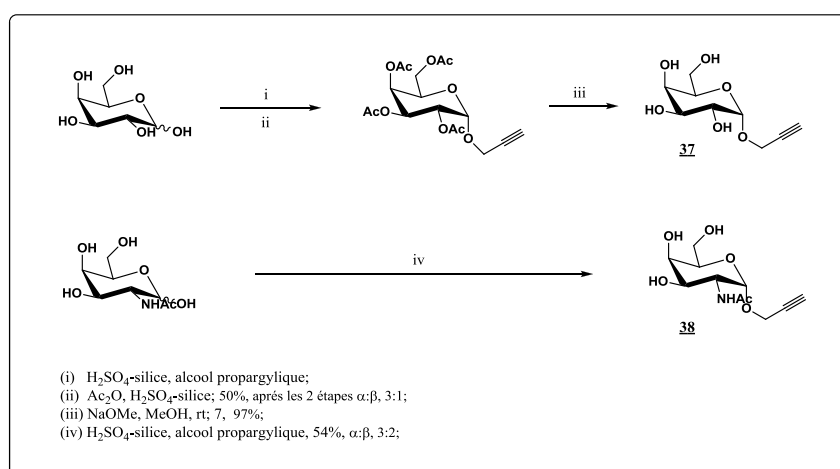 OH OH
O
HO
OH OH
i
ii
OAc OAc
O
AcO
OAc
O
iii
OH OH
O
HO
OH
O
37
OH OH
O
HO
NHAcOH
iv
OH OH
O
HO
NHAc
O
38
(i) H₂SO₄-silice, alcool propargylique;
(ii) Ac₂O, H₂SO₄-silice; 50%, aprés les 2 étapes α:β, 3:1;
(iii) NaOMe, MeOH, rt; 7, 97%;
(iv) H₂SO₄-silice, alcool propargylique, 54%, α:β, 3:2;